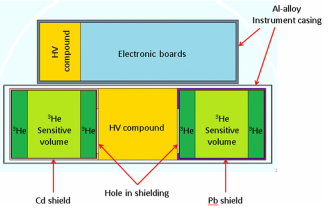 Al-alloy
Instrument casing
HV
compound
Electronic boards
³He
³He
Sensitive
volume
³He
HV compound
³He
³He
Sensitive
volume
³He
Cd shield
Hole in shielding
Pb shield